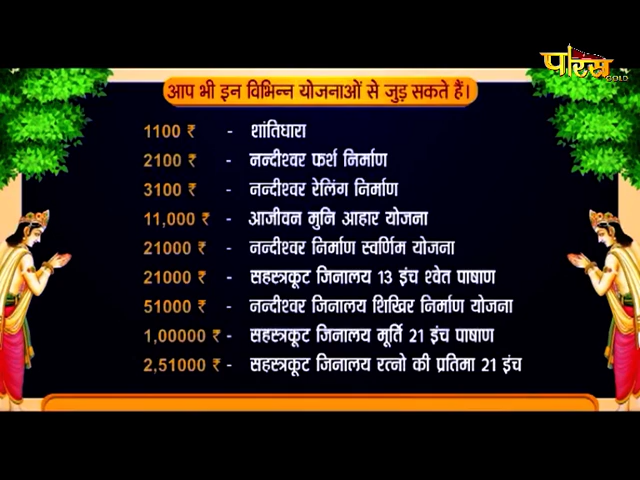 पारस
GOLD
आप भी इन विभिन्न योजनाओं से जुड़ सकते हैं।
1100 ₹ - शांतिधारा
2100 ₹ - नन्दीश्वर फर्श निर्माण
3100 ₹ - नन्दीश्वर रेलिंग निर्माण
11,000 ₹ - आजीवन मुनि आहार योजना
21000 ₹ - नन्दीश्वर निर्माण स्वर्णिम योजना
21000 ₹ - सहस्त्रकूट जिनालय 13 इंच श्वेत पाषाण
51000 ₹ - नन्दीश्वर जिनालय शिखिर निर्माण योजना
1,00000 ₹ - सहस्त्रकूट जिनालय मूर्ति 21 इंच पाषाण
2,51000 ₹ - सहस्त्रकूट जिनालय रत्नो की प्रतिमा 21 इंच